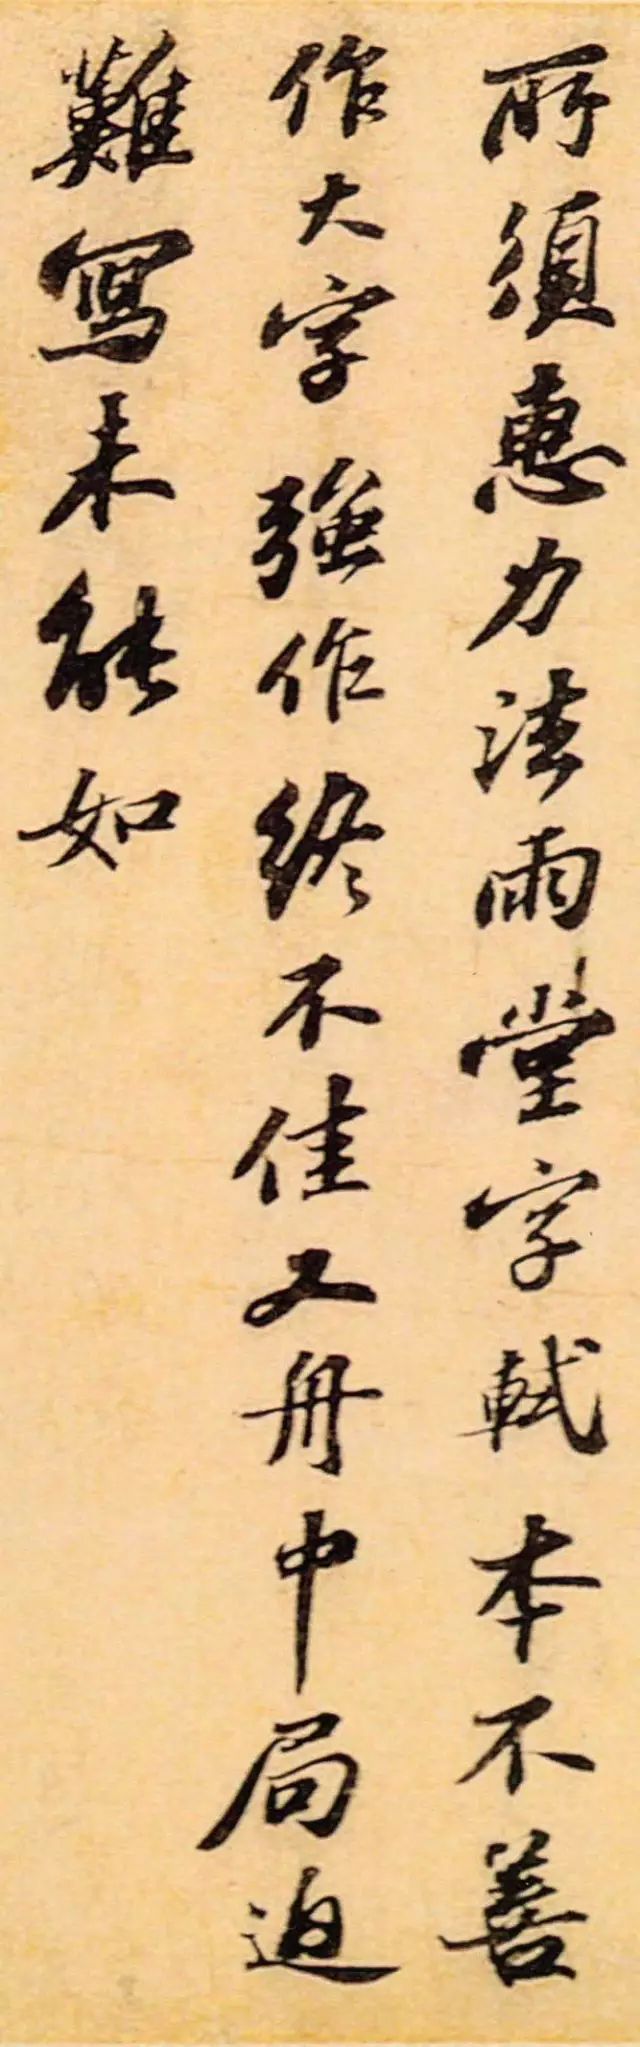 所須惠力法雨堂字軾本不善
作大字強作終不佳又舟中局迫
難寫未能如